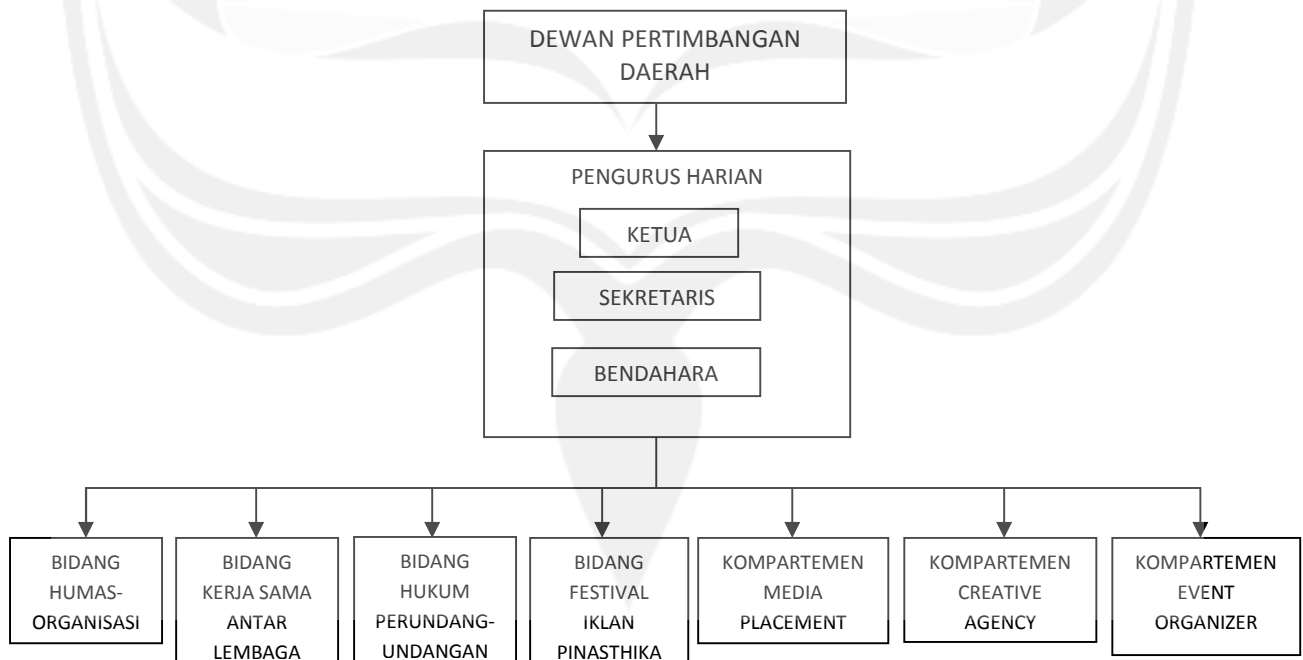 DEWAN PERTIMBANGAN
DAERAH
PENGURUS HARIAN
KETUA
SEKRETARIS
BENDAHARA
BIDANG
HUMAS-
ORGANISASI
BIDANG
KERJA SAMA
ANTAR
LEMBAGA
BIDANG
HUKUM
PERUNDANG-
UNDANGAN
BIDANG
FESTIVAL
IKLAN
PINASTHIKA
KOMPARTEMEN
MEDIA
PLACEMENT
KOMPARTEMEN
CREATIVE
AGENCY
KOMPARTEMEN
EVENT
ORGANIZER